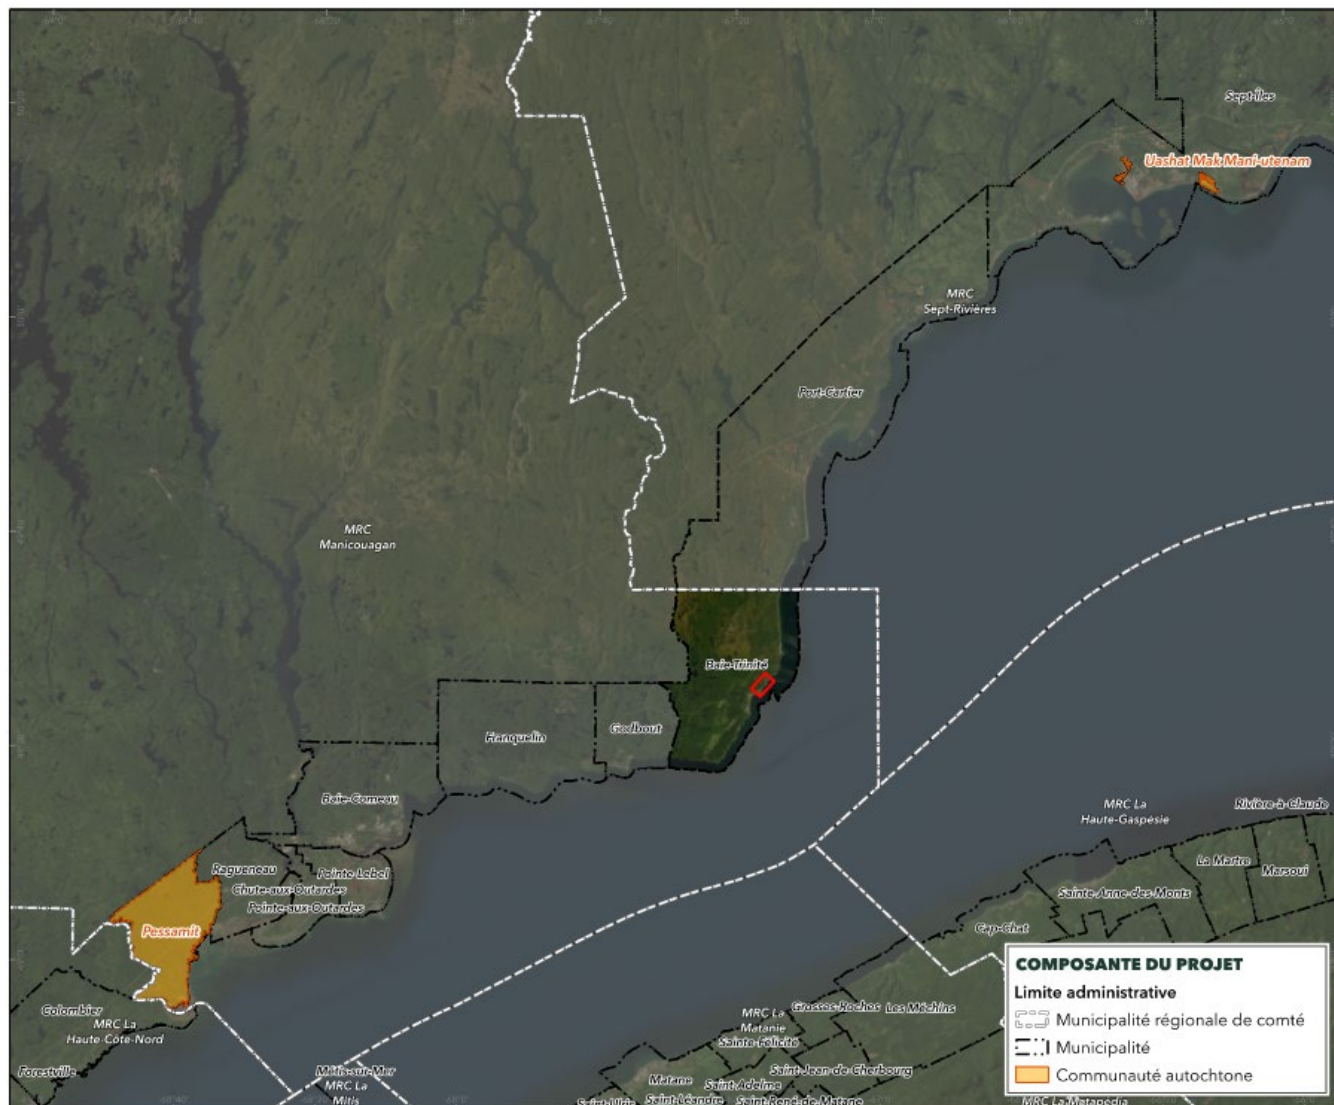 Sept-Îles
Uashat Mak Mani-utenam
MRC
Sept-Rivières
Port-Cartier
MRC
Manicouagan
Baie-Trinité
Godbout
Franquelin
Baie-Comeau
Ragueneau
Pointe-Lebel
Chute-aux-Outardes
Pointe-aux-Outardes
Pessamit
Colombier
MRC La
Haute-Côte-Nord
Forestville
Métis-sur-Mer
MRC La
Mitis
MRC La
Haute-Gaspésie
Rivière-à-Claude
La Martre
Marsoui
Sainte-Anne-des-Monts
Cap-Chat
Grosses-Roches
Les Méchins
MRC La
Matanie
Sainte-Félicité
Saint-Jean-de-Cherbourg
Matane
Saint-Adelme
Saint-Léandre
Saint-René-de-Matane
COMPOSANTE DU PROJET
Limite administrative
Municipalité régionale de comté
Municipalité
Communauté autochtone
MRC La Matapédia